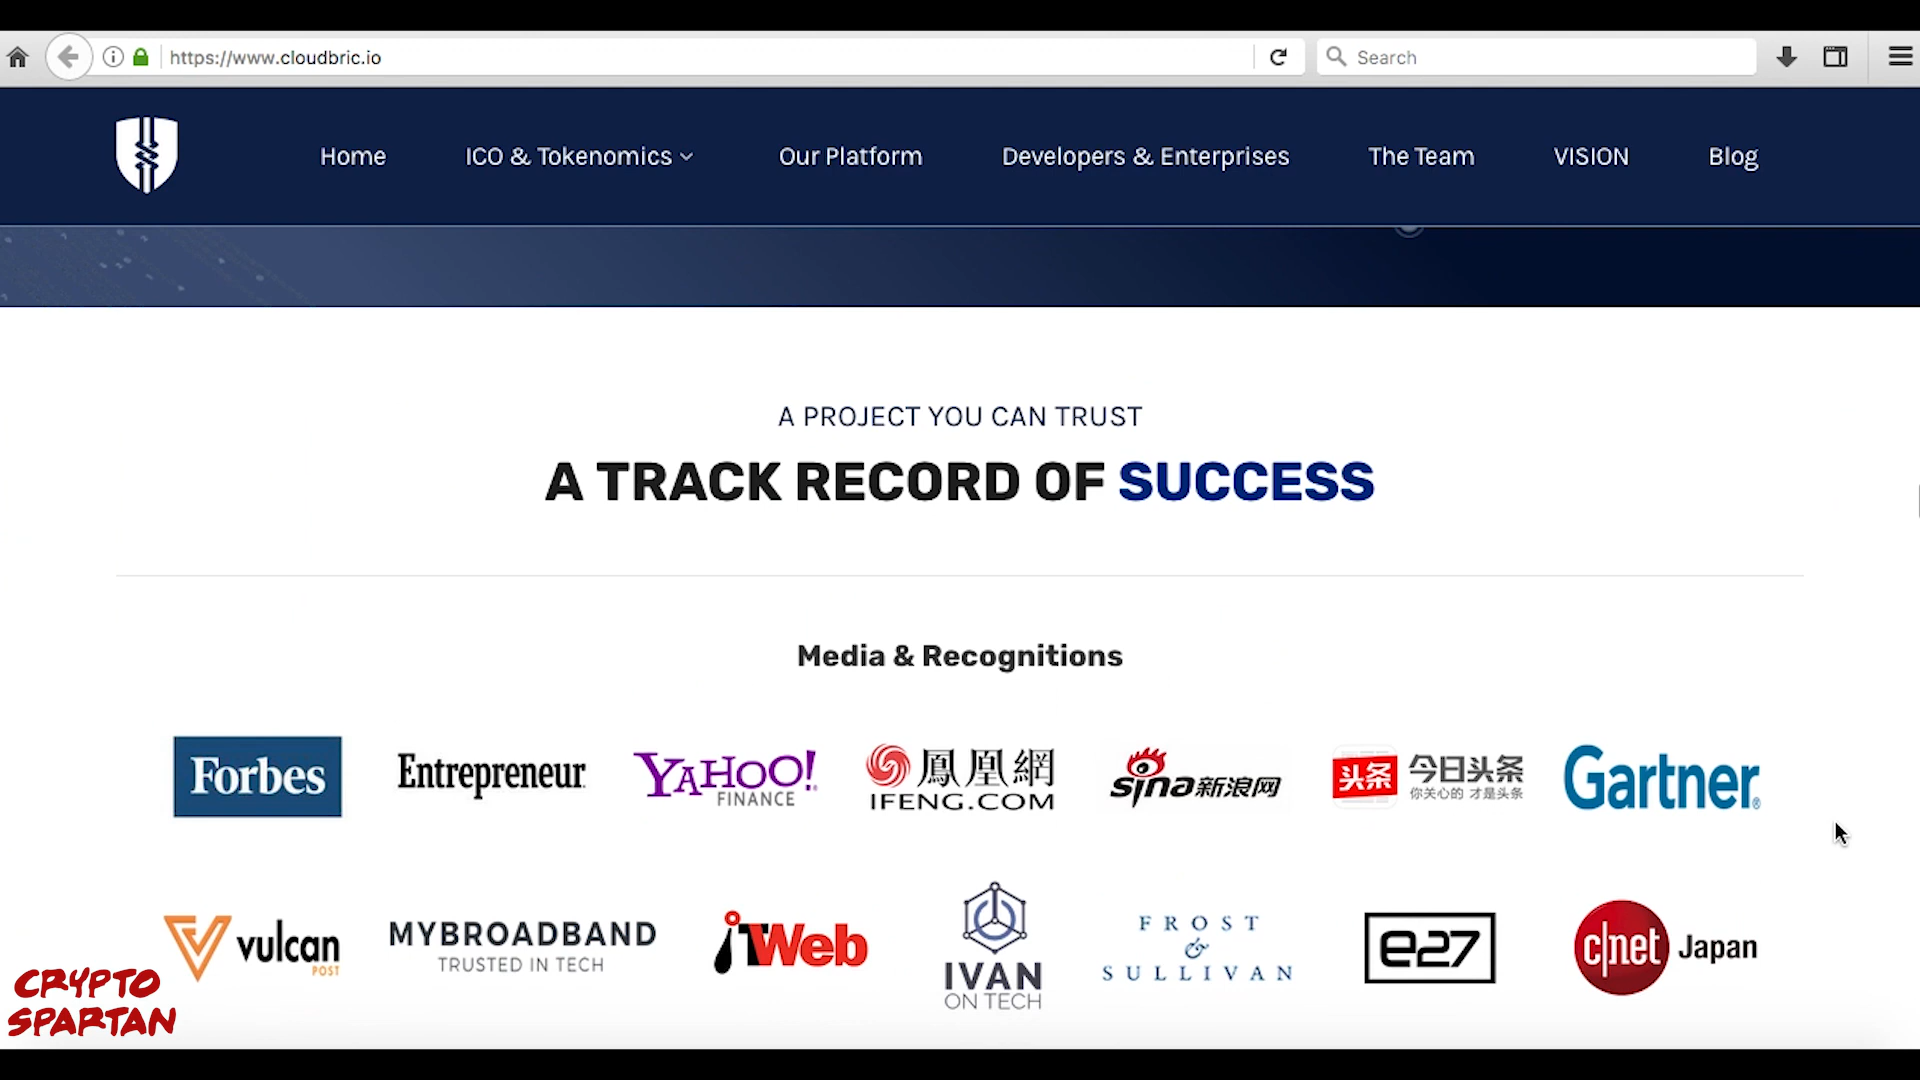 https://www.cloudbric.io
Search
Home
ICO & Tokenomics
Our Platform
Developers & Enterprises
The Team
VISION
Blog
A PROJECT YOU CAN TRUST
A TRACK RECORD OF SUCCESS
Media & Recognitions
Forbes
Entrepreneur
YAHOO!
FINANCE
鳳凰網
IFENG.COM
sina新浪网
头条
今日头条
你关心的 才是头条
Gartner
vulcan
POST
MYBROADBAND
TRUSTED IN TECH
iTWeb
IVAN
ON TECH
FROST
&
SULLIVAN
e27
c|net Japan
CRYPTO
SPARTAN